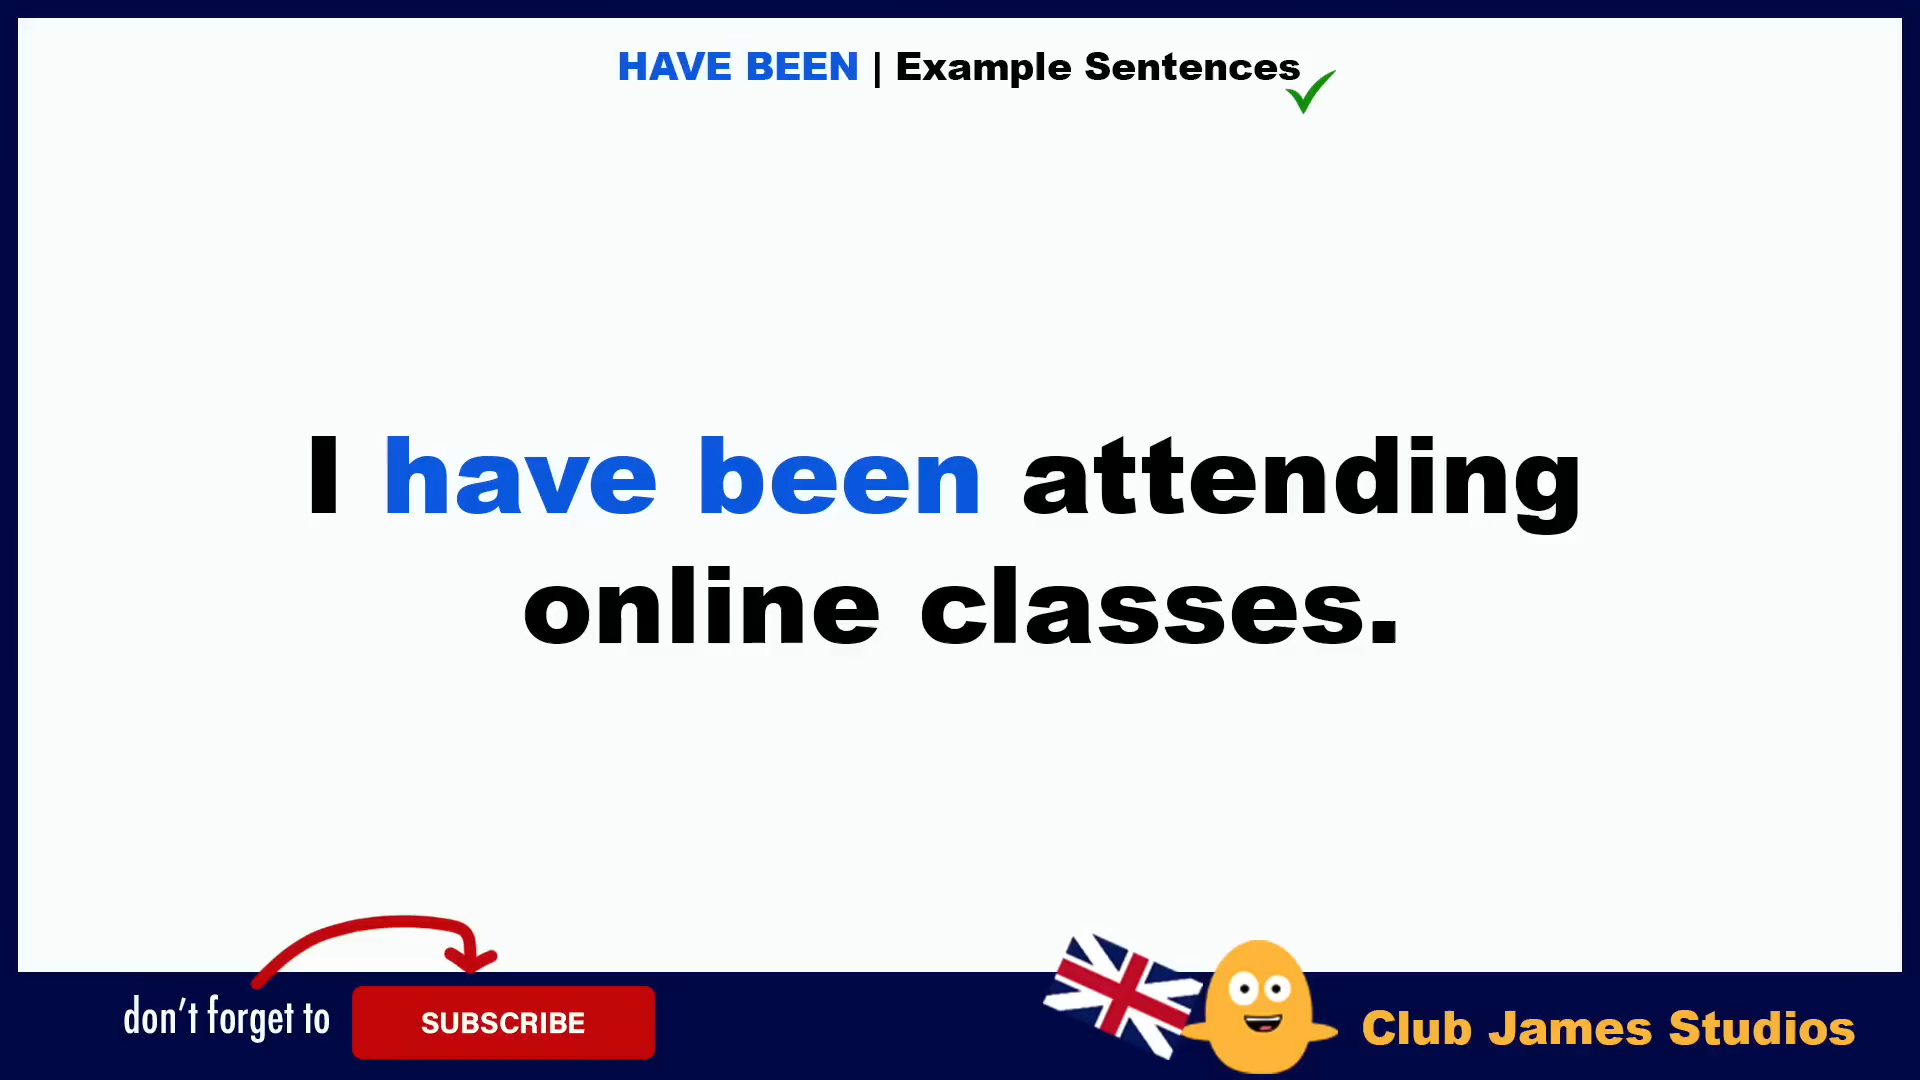 HAVE BEEN | Example Sentences
I have been attending
online classes.
don't forget to
SUBSCRIBE
Club James Studios